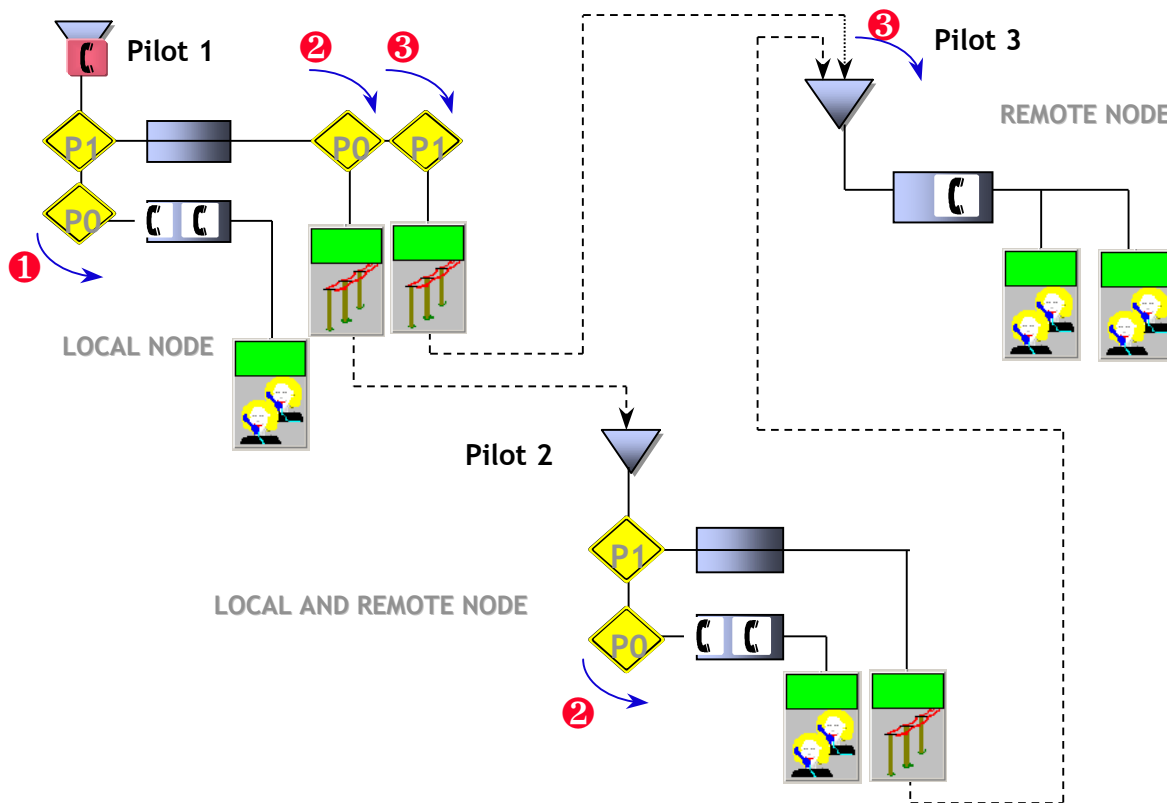 Pilot 1
❷
❸
❸
Pilot 3
REMOTE NODE
P1
P0
P1
P0
❶
LOCAL NODE
Pilot 2
P1
LOCAL AND REMOTE NODE
P0
❷